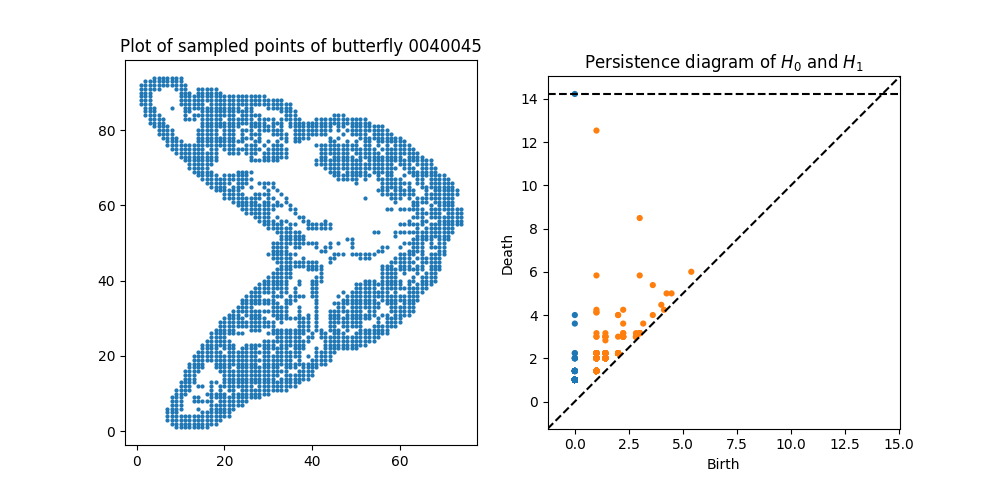 Plot of sampled points of butterfly 0040045
80
60
40
20
0
0 20 40 60
Persistence diagram of $H_0$ and $H_1$
14
12
10
8
6
4
2
0
Death
0.0 2.5 5.0 7.5 10.0 12.5 15.0
Birth